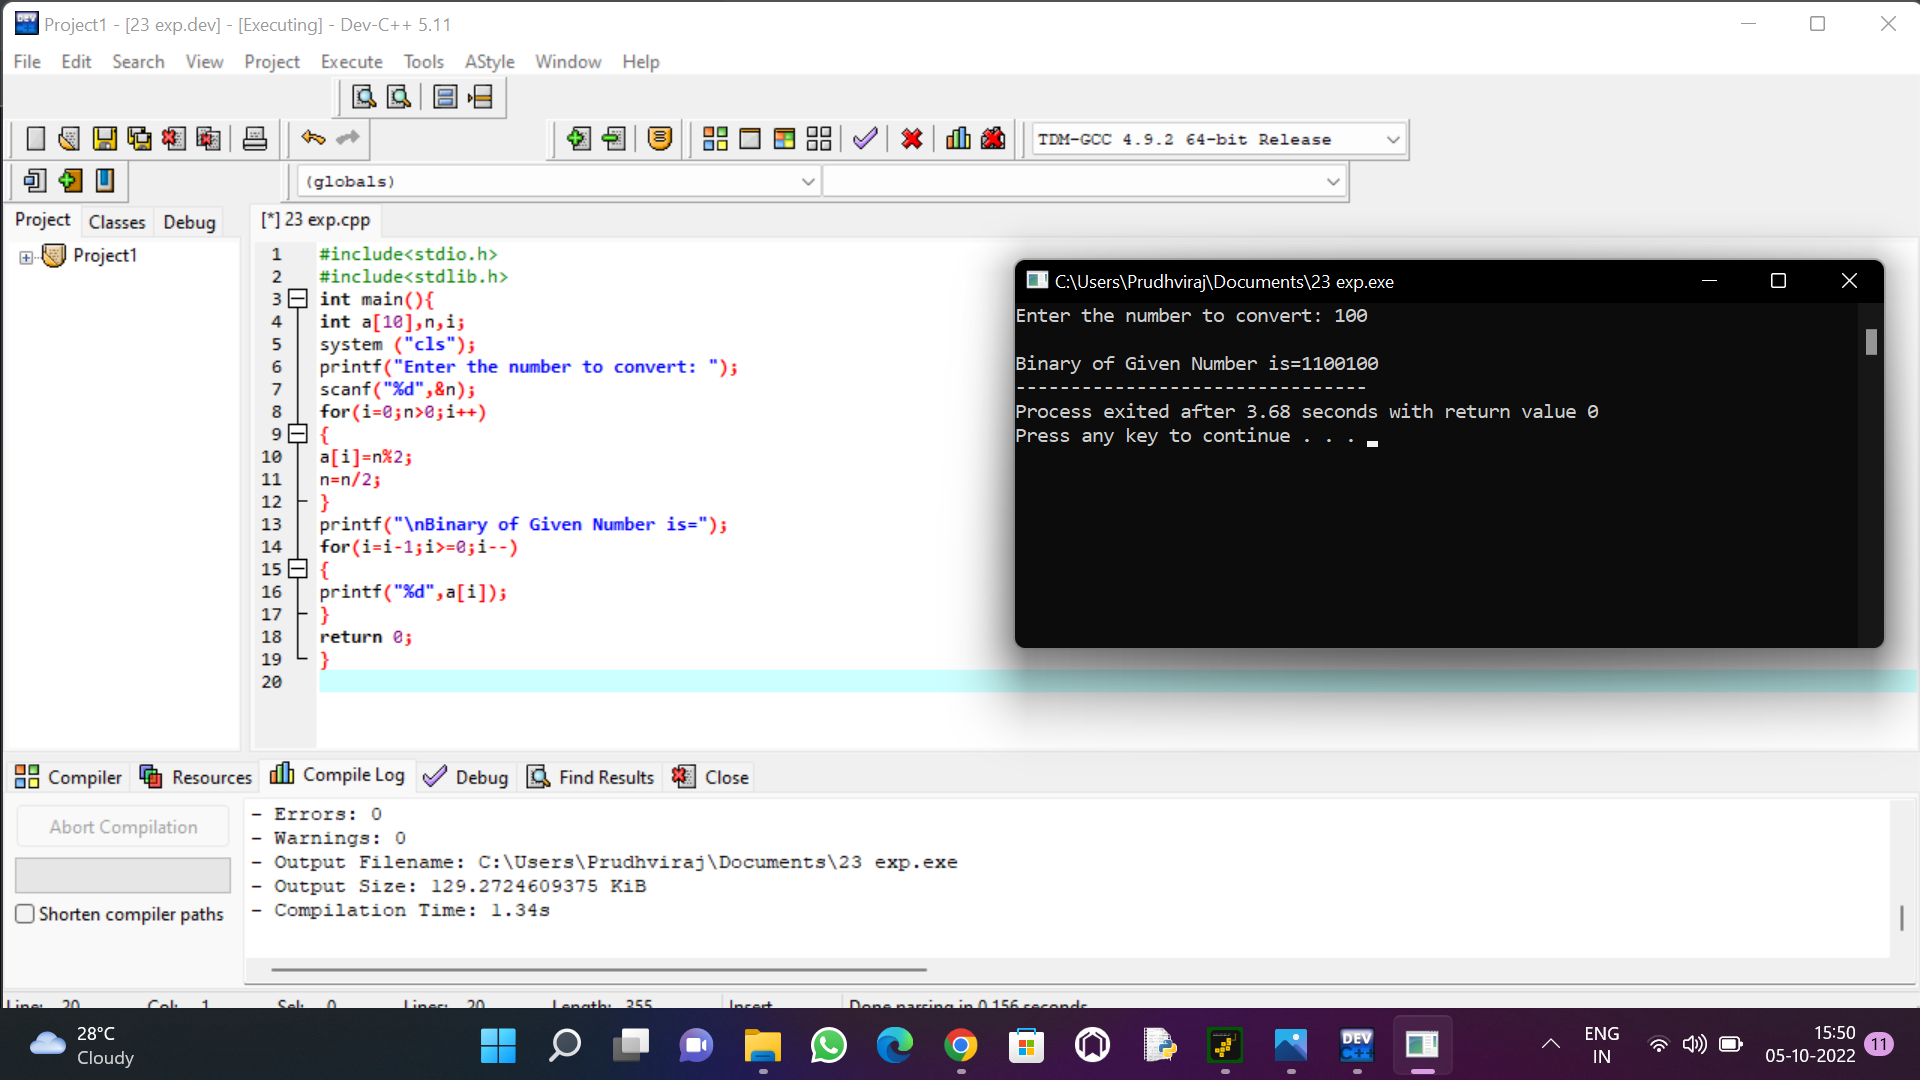 Project1 - [23 exp.dev] - [Executing] - Dev-C++ 5.11
File Edit Search View Project Execute Tools AStyle Window Help
TDM-GCC 4.9.2 64-bit Release
(globals)
Project Classes Debug
[*] 23 exp.cpp
Project1
1 #include<stdio.h>
2 #include<stdlib.h>
3 int main(){
4 int a[10],n,i;
5 system ("cls");
6 printf("Enter the number to convert: ");
7 scanf("%d",&n);
8 for(i=0;n>0;i++)
9 {
10 a[i]=n%2;
11 n=n/2;
12 }
13 printf("\nBinary of Given Number is=");
14 for(i=i-1;i>=0;i--)
15 {
16 printf("%d",a[i]);
17 }
18 return 0;
19 }
20
C:\Users\Prudhviraj\Documents\23 exp.exe
Enter the number to convert: 100
Binary of Given Number is=1100100
--------------------------------
Process exited after 3.68 seconds with return value 0
Press any key to continue . . .
Compiler Resources Compile Log Debug Find Results Close
Abort Compilation
Shorten compiler paths
- Errors: 0
- Warnings: 0
- Output Filename: C:\Users\Prudhviraj\Documents\23 exp.exe
- Output Size: 129.2724609375 KiB
- Compilation Time: 1.34s
Line: 20 Col: 1 Sel: 0 Lines: 20 Length: 355 Insert Done parsing in 0.156 seconds
28°C
Cloudy
DEV
C++
ENG
IN
15:50
05-10-2022
11